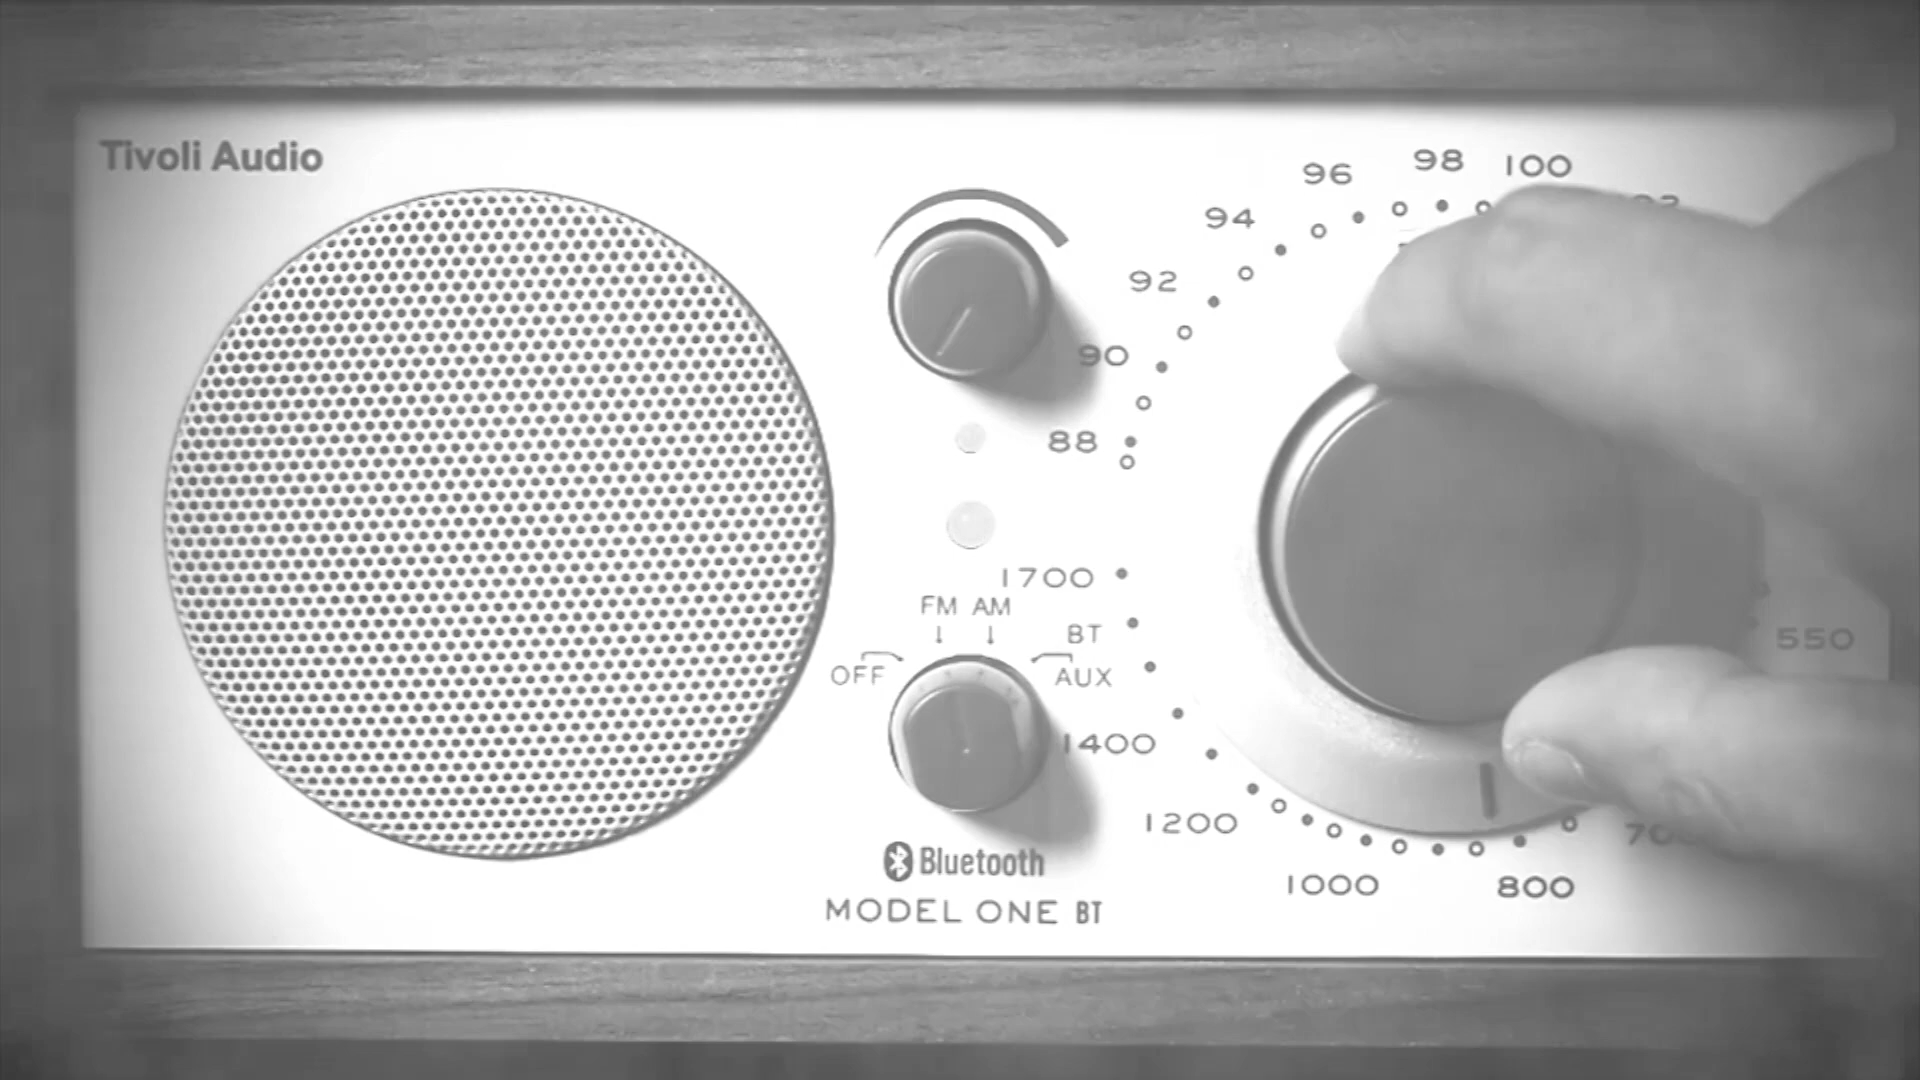 Tivoli Audio
88
90
92
94
96
98
100
1700
FM AM
BT
OFF
AUX
1400
1200
1000
800
550
Bluetooth
MODEL ONE BT